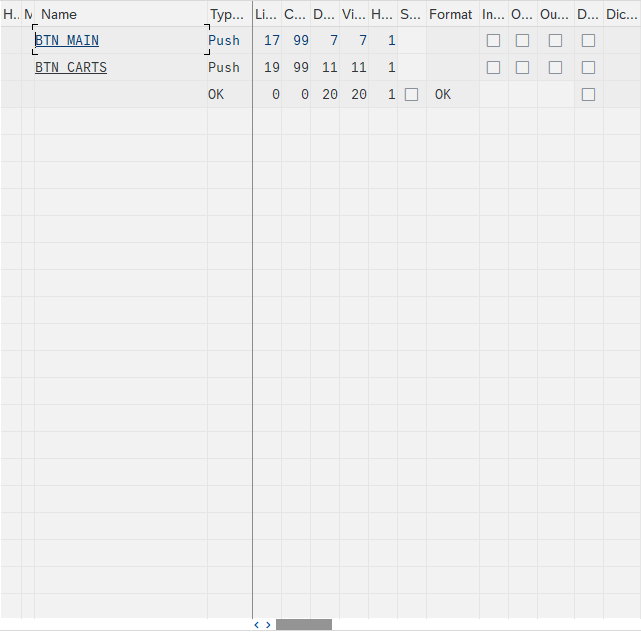 H.. M Name Typ... Li... C... D... Vi... H... S... Format In... O... Ou... D... Dic...
BTN_MAIN Push 17 99 7 7 1
BTN_CARTS Push 19 99 11 11 1
OK 0 0 20 20 1 OK